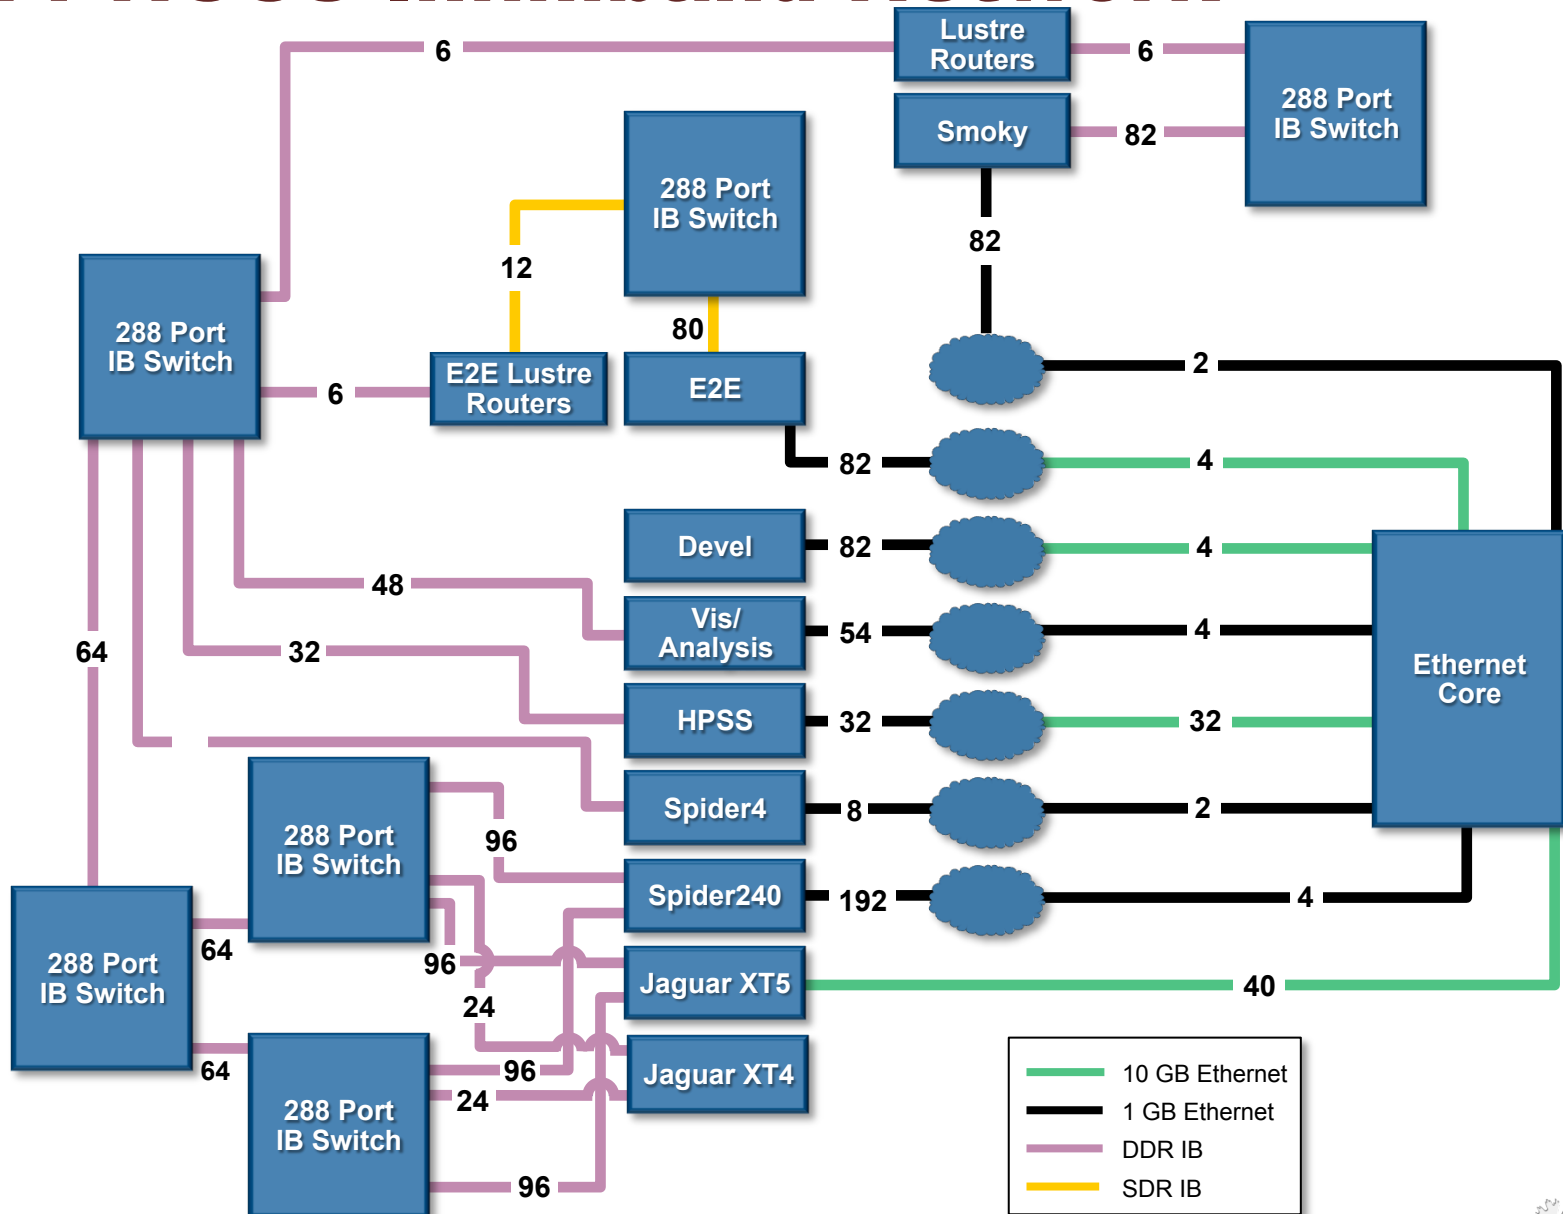 Infiniband Network
6
Lustre
Routers
6
288 Port
IB Switch
Smoky
82
288 Port
IB Switch
82
12
288 Port
IB Switch
80
E2E Lustre
Routers
E2E
6
2
82
4
Devel
82
4
48
Vis/
Analysis
54
4
64
32
Ethernet
Core
HPSS
32
32
Spider4
8
2
288 Port
IB Switch
96
Spider240
192
4
64
288 Port
IB Switch
96
Jaguar XT5
40
24
64
96
Jaguar XT4
24
288 Port
IB Switch
96
10 GB Ethernet
1 GB Ethernet
DDR IB
SDR IB